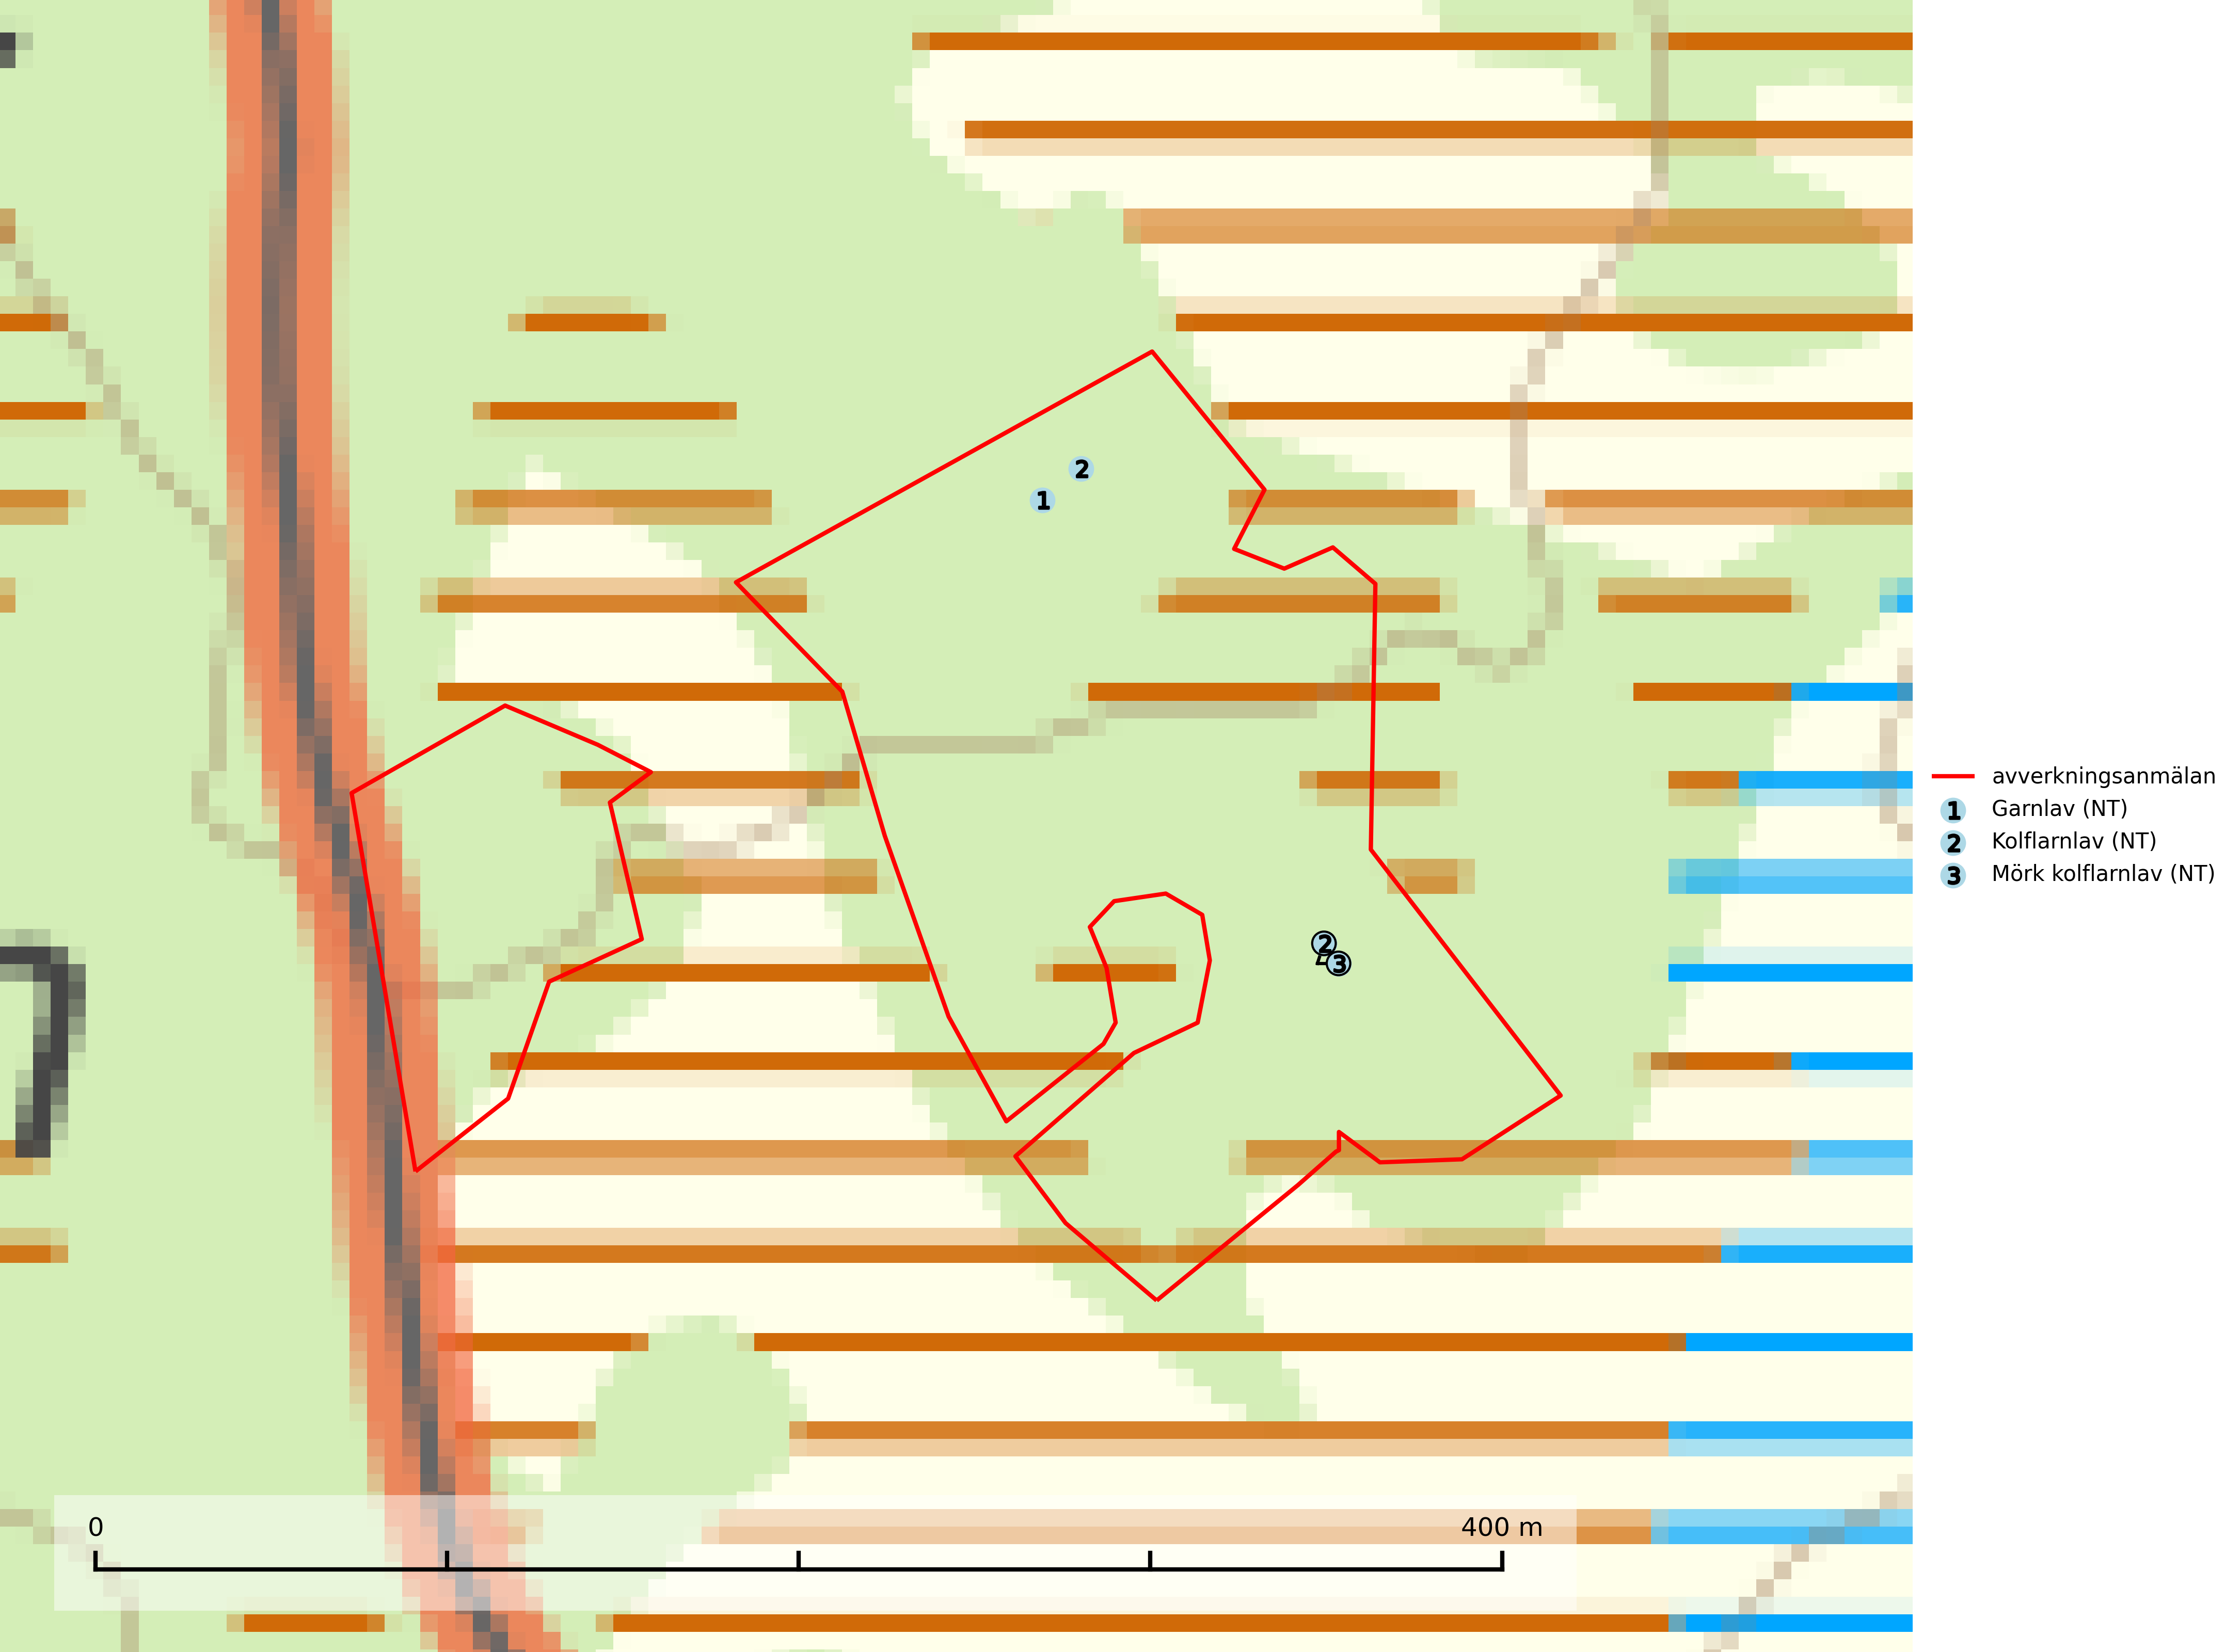 2
1
2
3
0
400 m
avverkningsanmälan
1 Garnlav (NT)
2 Kolflarnlav (NT)
3 Mörk kolflarnlav (NT)